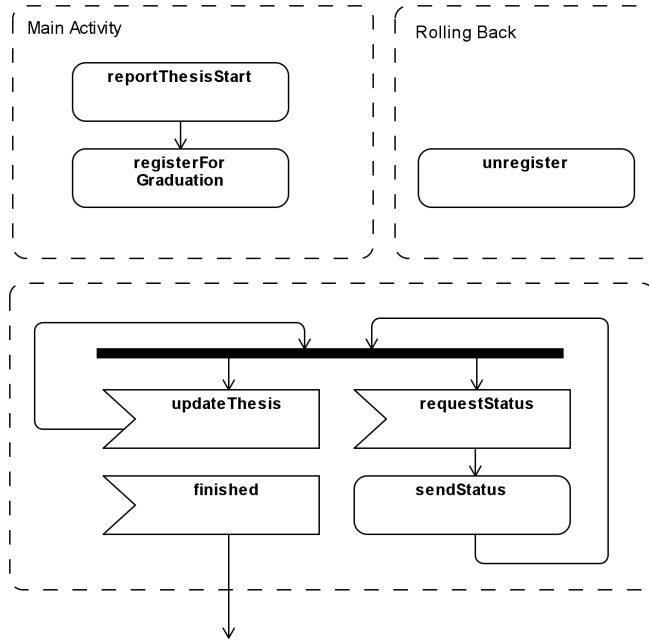 Main Activity
Rolling Back
reportThesisStart
registerFor
Graduation
unregister
updateThesis
requestStatus
finished
sendStatus